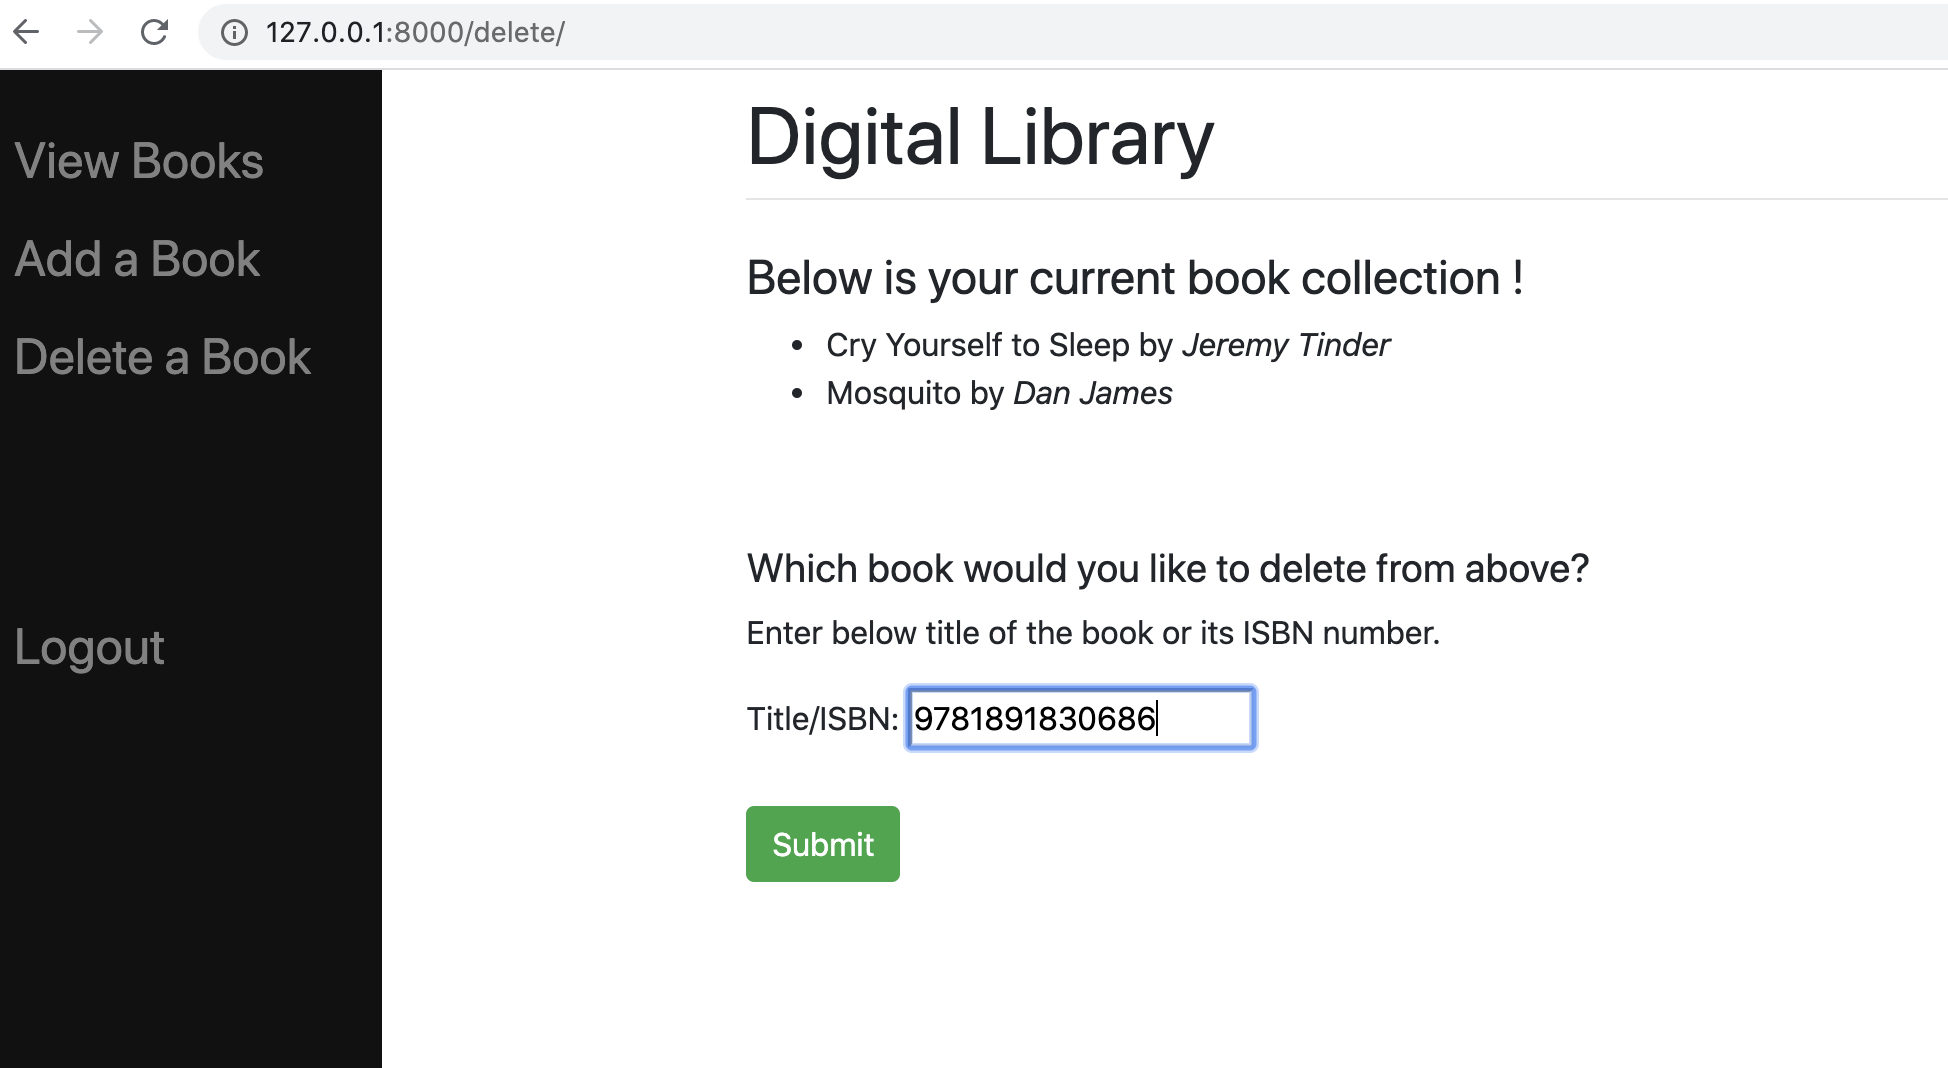 127.0.0.1:8000/delete/
View Books
Add a Book
Delete a Book
Logout
Digital Library
Below is your current book collection !
• Cry Yourself to Sleep by Jeremy Tinder
• Mosquito by Dan James
Which book would you like to delete from above?
Enter below title of the book or its ISBN number.
Title/ISBN: 9781891830686
Submit